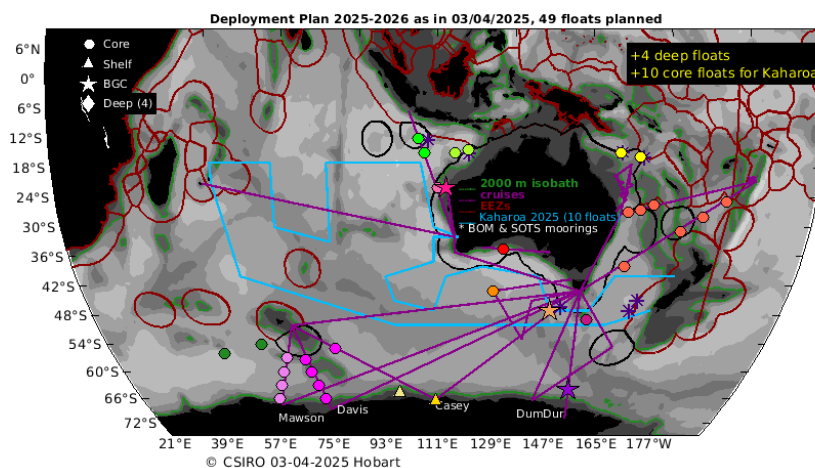 Deployment Plan 2025-2026 as in 03/04/2025, 49 floats planned
6°N
0°
6°S
12°S
18°S
24°S
30°S
36°S
42°S
48°S
54°S
60°S
66°S
72°S
Core
Shelf
BGC
Deep (4)
+4 deep floats
+10 core floats for Kaharoa
2000 m isobath
cruises
EEZs
Kaharoa 2025 (10 floats)
* BOM & SOTS moorings
Mawson
Davis
Casey
DumDur
21°E
39°E
57°E
75°E
93°E
111°E
129°E
147°E
165°E
177°W
© CSIRO 03-04-2025 Hobart